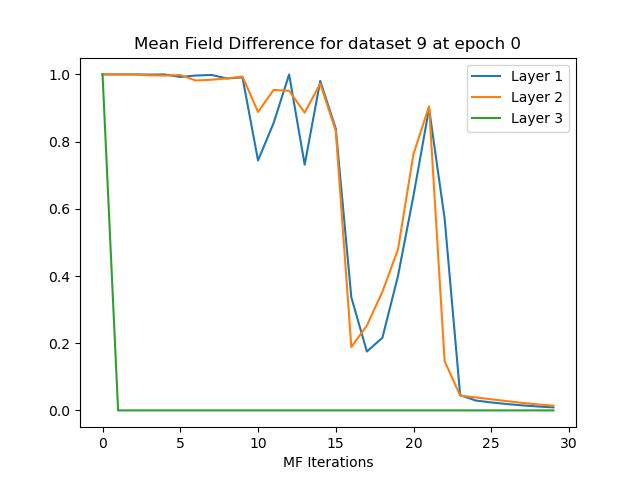 Mean Field Difference for dataset 9 at epoch 0
Layer 1
Layer 2
Layer 3
1.0
0.8
0.6
0.4
0.2
0.0
0 5 10 15 20 25 30
MF Iterations